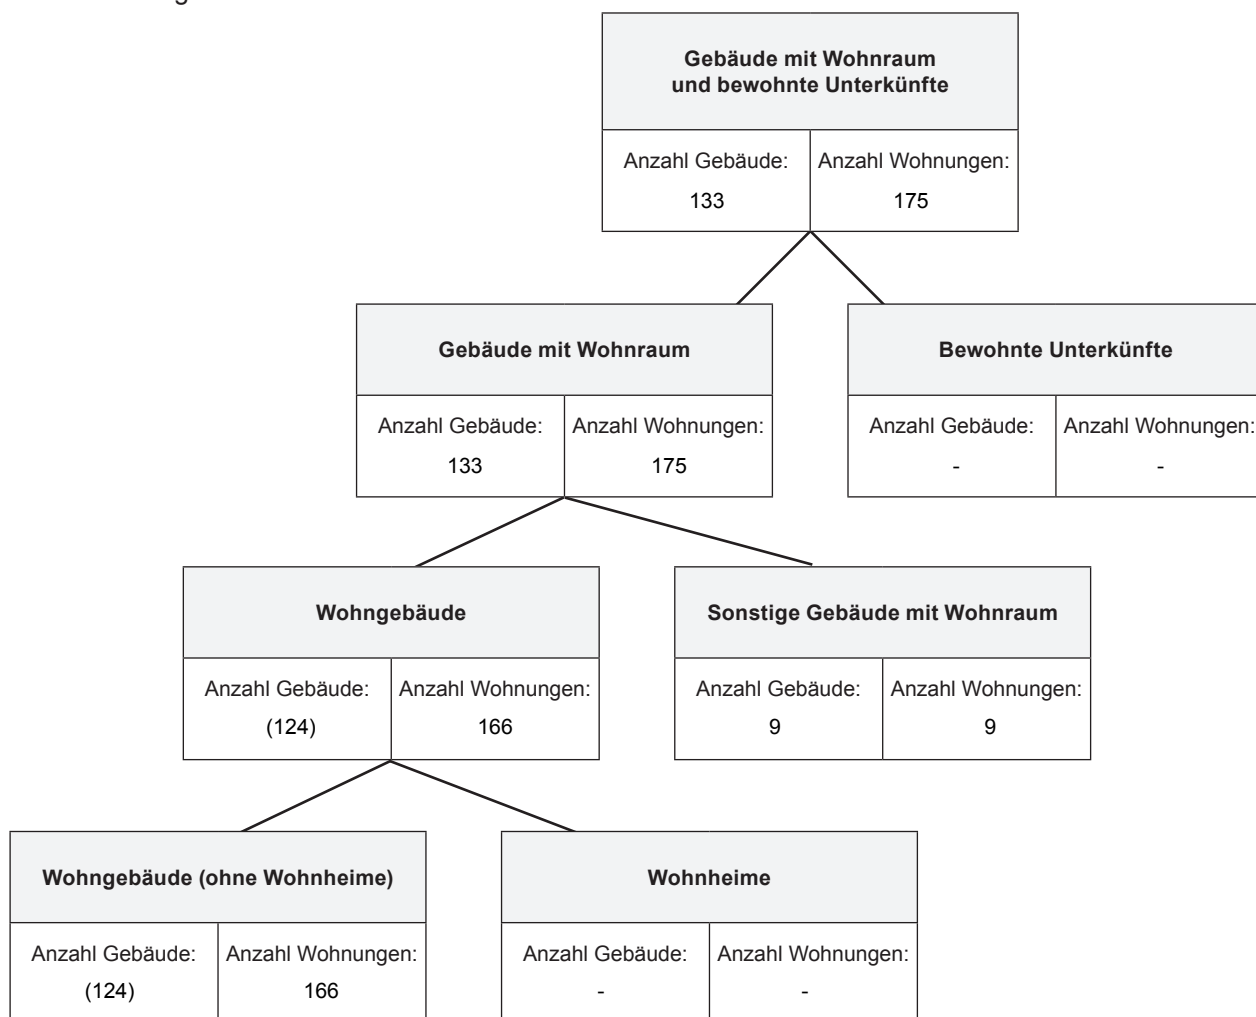 Gebäude mit Wohnraum
und bewohnte Unterkünfte
Anzahl Gebäude: Anzahl Wohnungen:
133 175
Gebäude mit Wohnraum
Bewohnte Unterkünfte
Anzahl Gebäude: Anzahl Wohnungen:
133 175
Anzahl Gebäude: Anzahl Wohnungen:
- -
Wohngebäude
Sonstige Gebäude mit Wohnraum
Anzahl Gebäude: Anzahl Wohnungen:
(124) 166
Anzahl Gebäude: Anzahl Wohnungen:
9 9
Wohngebäude (ohne Wohnheime)
Wohnheime
Anzahl Gebäude: Anzahl Wohnungen:
(124) 166
Anzahl Gebäude: Anzahl Wohnungen:
- -